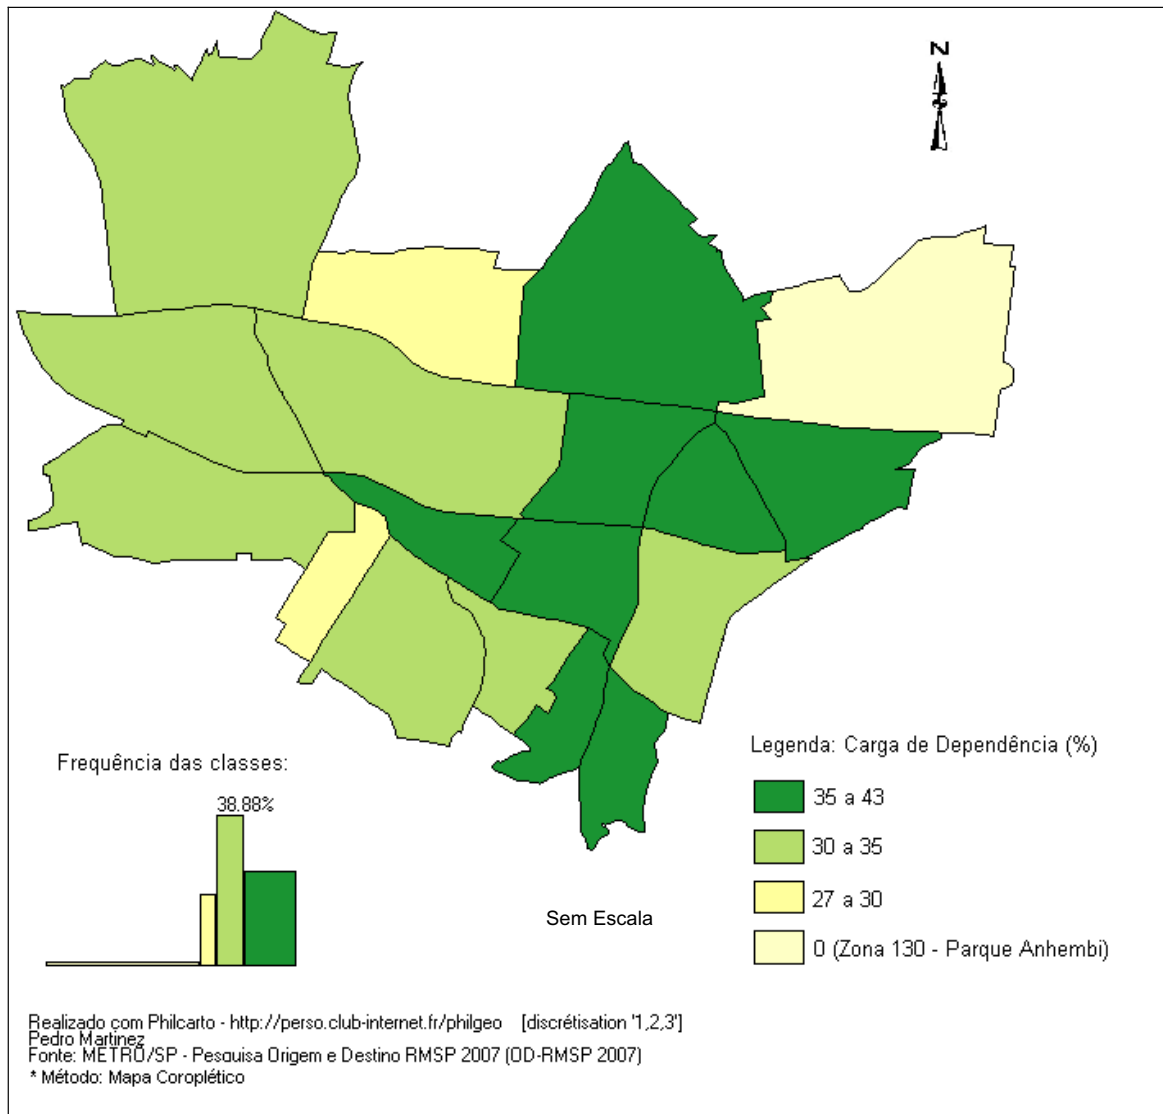 N
Frequência das classes:
38.88%
Legenda: Carga de Dependência (%)
35 a 43
30 a 35
27 a 30
0 (Zona 130 - Parque Anhembi)
Sem Escala
Realizado com Philcarto - http://perso.club-internet.fr/philgeo [discrétisation '1,2,3']
Pedro Martinez
Fonte: METRÔ/SP - Pesquisa Origem e Destino RMSP 2007 (OD-RMSP 2007)
* Método: Mapa Coroplético